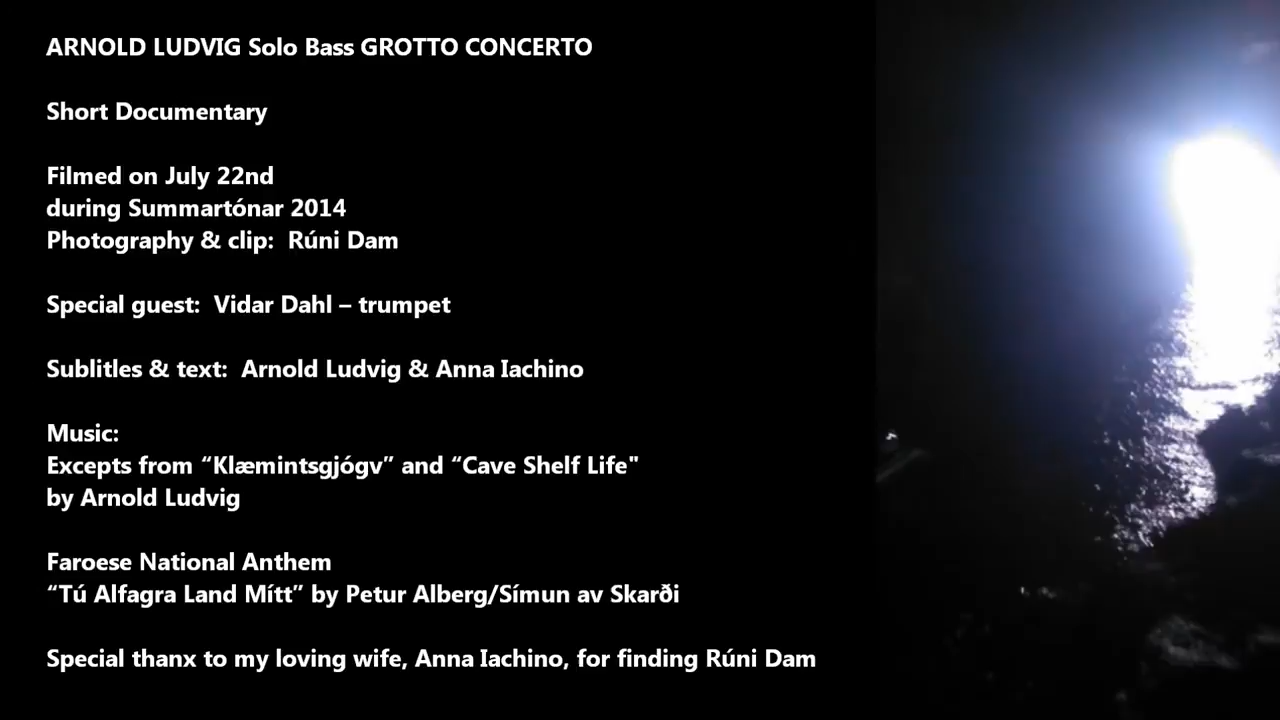 ARNOLD LUDVIG Solo Bass GROTTO CONCERTO
Short Documentary
Filmed on July 22nd
during Summartónar 2014
Photography & clip:  Rúni Dam
Special guest:  Vidar Dahl – trumpet
Sublitles & text:  Arnold Ludvig & Anna Iachino
Music:
Excepts from “Klæmintsgjógv” and “Cave Shelf Life"
by Arnold Ludvig
Faroese National Anthem
“Tú Alfagra Land Mítt” by Petur Alberg/Símun av Skarði
Special thanx to my loving wife, Anna Iachino, for finding Rúni Dam